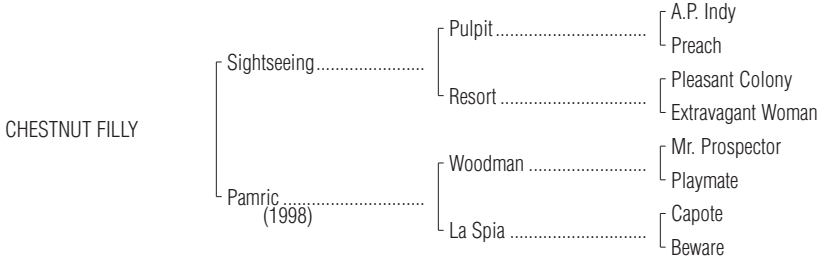 A.P. Indy
Pulpit..................................
Preach
Sightseeing.......................
Pleasant Colony
Resort ................................
Extravagant Woman
CHESTNUT FILLY
Mr. Prospector
Woodman ..........................
Playmate
Pamric ...............................
(1998)
Capote
La Spia ..............................
Beware